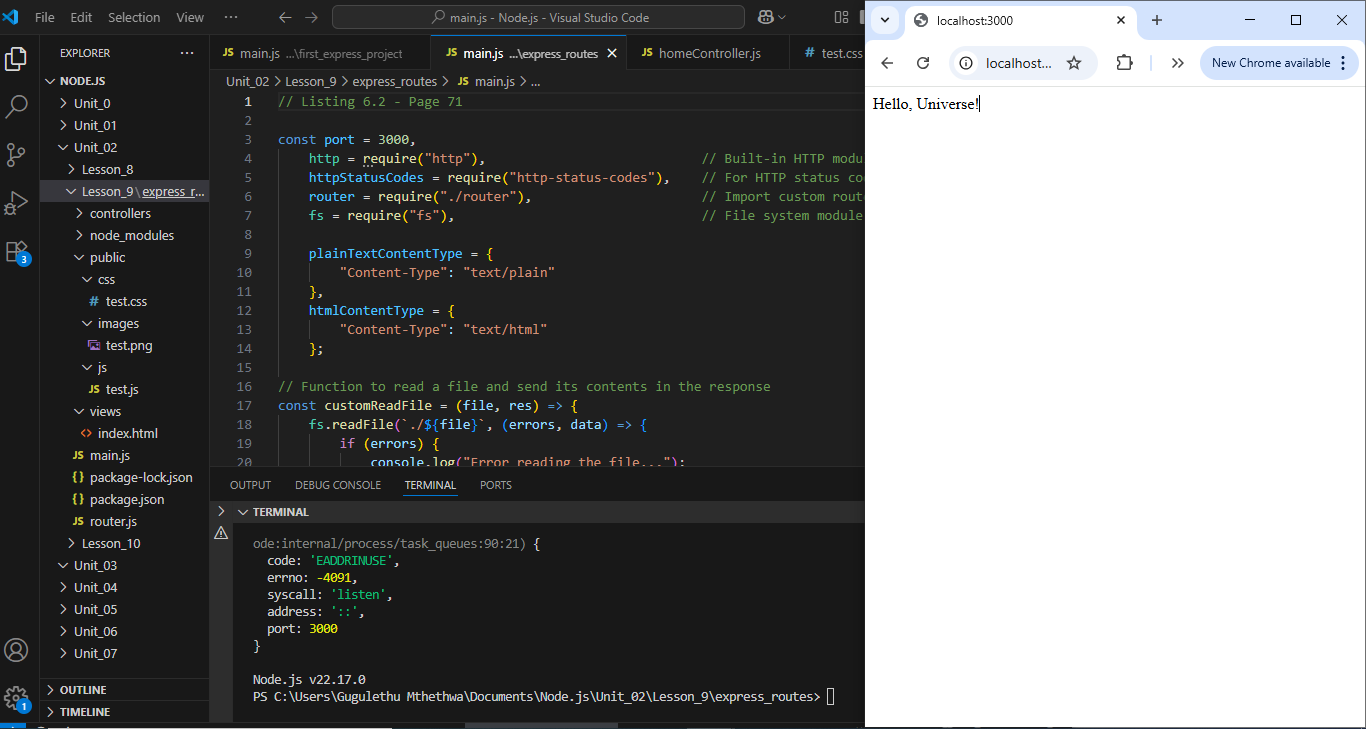 File Edit Selection View ··· main.js - Node.js - Visual Studio Code
EXPLORER ···
NODE.JS
Unit_0
Unit_01
Unit_02
Lesson_8
Lesson_9\express_r...
controllers
node_modules
public
css
# test.css
images
test.png
js
JS test.js
views
<> index.html
JS main.js
{} package-lock.json
{} package.json
JS router.js
Lesson_10
Unit_03
Unit_04
Unit_05
Unit_06
Unit_07
OUTLINE
TIMELINE
3
1
JS main.js ...\first_express_project JS main.js ...\express_routes JS homeController.js # test.css
Unit_02 > Lesson_9 > express_routes > JS main.js > ...
1 // Listing 6.2 - Page 71
2
3 const port = 3000,
4 http = require("http"), // Built-in HTTP modu
5 httpStatusCodes = require("http-status-codes"), // For HTTP status co
6 router = require("./router"), // Import custom rout
7 fs = require("fs"), // File system module
8
9 plainTextContentType = {
10 "Content-Type": "text/plain"
11 },
12 htmlContentType = {
13 "Content-Type": "text/html"
14 };
15
16 // Function to read a file and send its contents in the response
17 const customReadFile = (file, res) => {
18 fs.readFile(`./${file}`, (errors, data) => {
19 if (errors) {
20 console.log("Error reading the file...");
OUTPUT DEBUG CONSOLE TERMINAL PORTS
TERMINAL
ode:internal/process/task_queues:90:21) {
code: 'EADDRINUSE',
errno: -4091,
syscall: 'listen',
address: '::',
port: 3000
}
Node.js v22.17.0
PS C:\Users\Gugulethu Mthethwa\Documents\Node.js\Unit_02\Lesson_9\express_routes>
localhost:3000
localhost... New Chrome available
Hello, Universe!